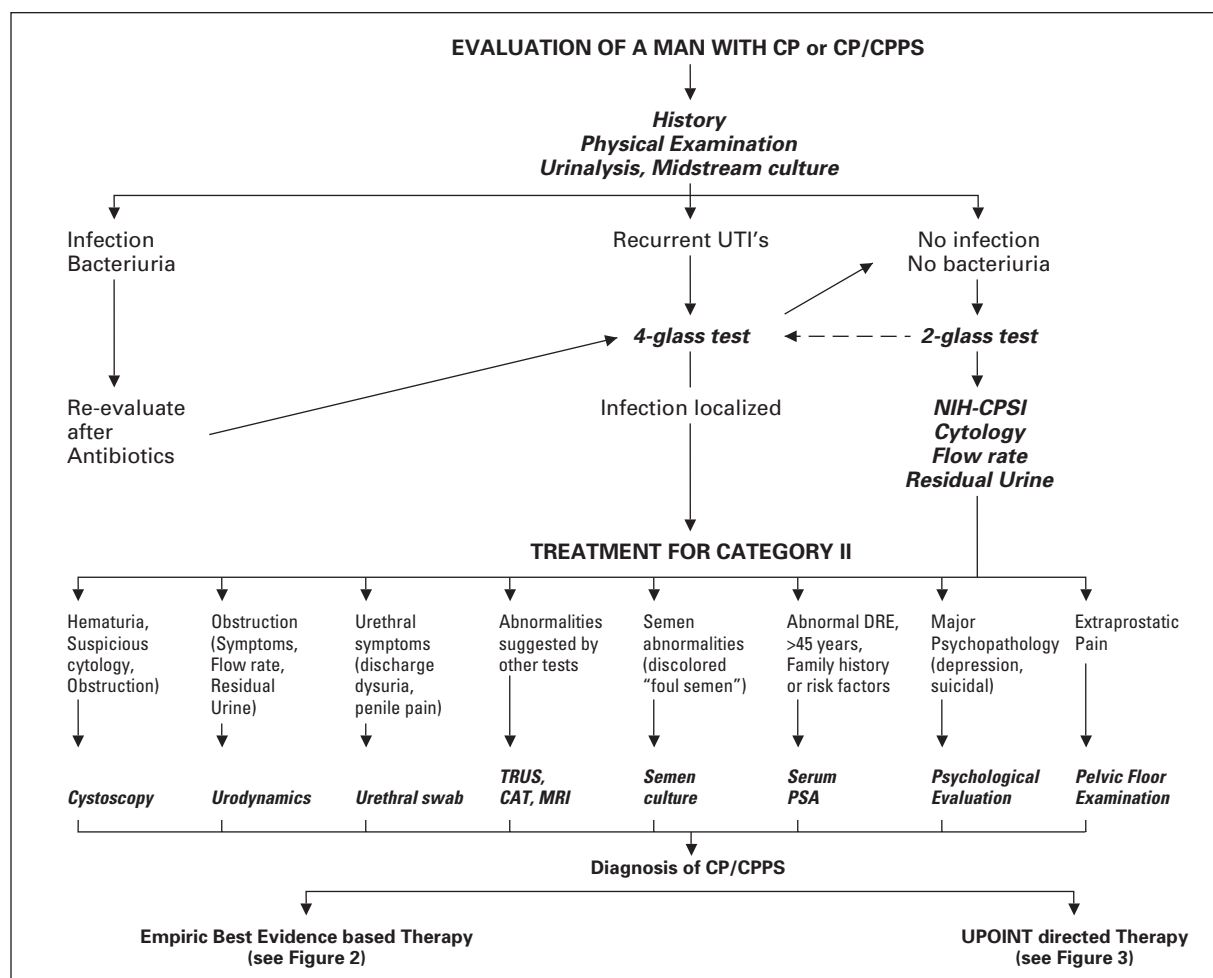 EVALUATION OF A MAN WITH CP or CP/CPPS
History
Physical Examination
Urinalysis, Midstream culture
Infection
Bacteriuria
Recurrent UTI's
No infection
No bacteriuria
4-glass test
2-glass test
Re-evaluate
after
Antibiotics
Infection localized
NIH-CPSI
Cytology
Flow rate
Residual Urine
TREATMENT FOR CATEGORY II
Hematuria,
Suspicious
cytology,
Obstruction)
Obstruction
(Symptoms,
Flow rate,
Residual
Urine)
Urethral
symptoms
(discharge
dysuria,
penile pain)
Abnormalities
suggested by
other tests
Semen
abnormalities
(discolored
“foul semen”)
Abnormal DRE,
>45 years,
Family history
or risk factors
Major
Psychopathology
(depression,
suicidal)
Extraprostatic
Pain
Cystoscopy
Urodynamics
Urethral swab
TRUS,
CAT, MRI
Semen
culture
Serum
PSA
Psychological
Evaluation
Pelvic Floor
Examination
Diagnosis of CP/CPPS
Empiric Best Evidence based Therapy
(see Figure 2)
UPOINT directed Therapy
(see Figure 3)